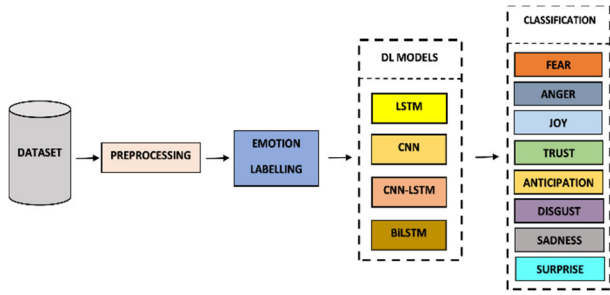 DATASET
PREPROCESSING
EMOTION
LABELLING
DL MODELS
LSTM
CNN
CNN-LSTM
BiLSTM
CLASSIFICATION
FEAR
ANGER
JOY
TRUST
ANTICIPATION
DISGUST
SADNESS
SURPRISE